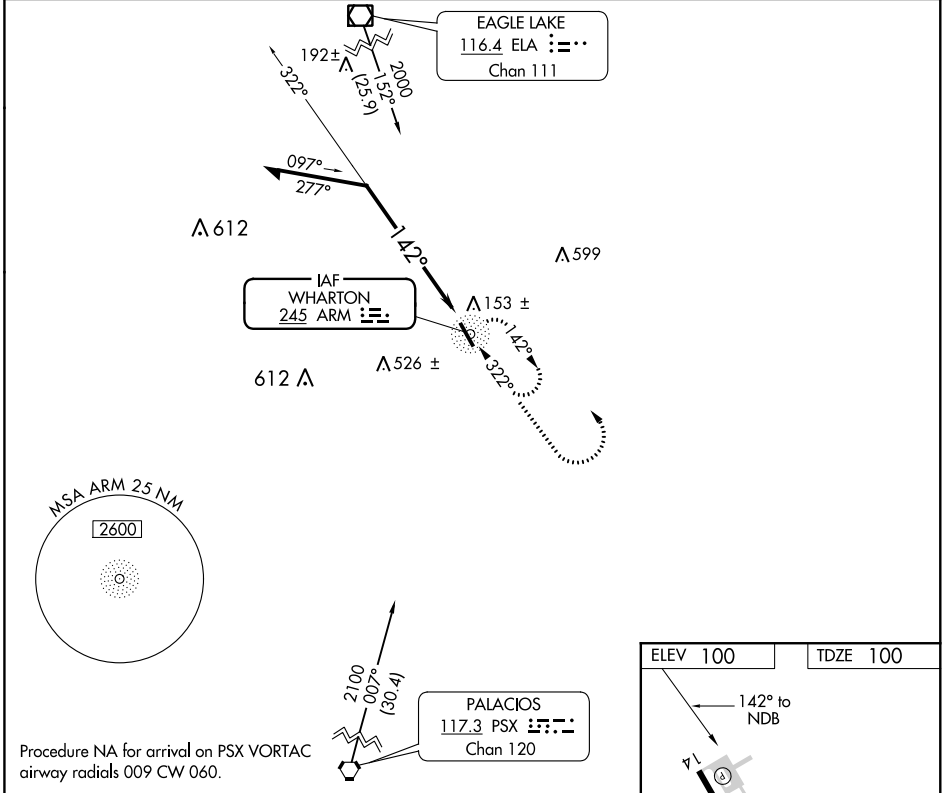 EAGLE LAKE
116.4 ELA
Chan 111
192±
2000
152°
(25.9)
322°
097°
277°
142°
612
599
IAF
WHARTON
245 ARM
153 ±
142°
322°
526 ±
612
MSA ARM 25 NM
2600
2100
007°
(30.4)
PALACIOS
117.3 PSX
Chan 120
Procedure NA for arrival on PSX VORTAC
airway radials 009 CW 060.
ELEV 100
TDZE 100
142° to
NDB
14
P